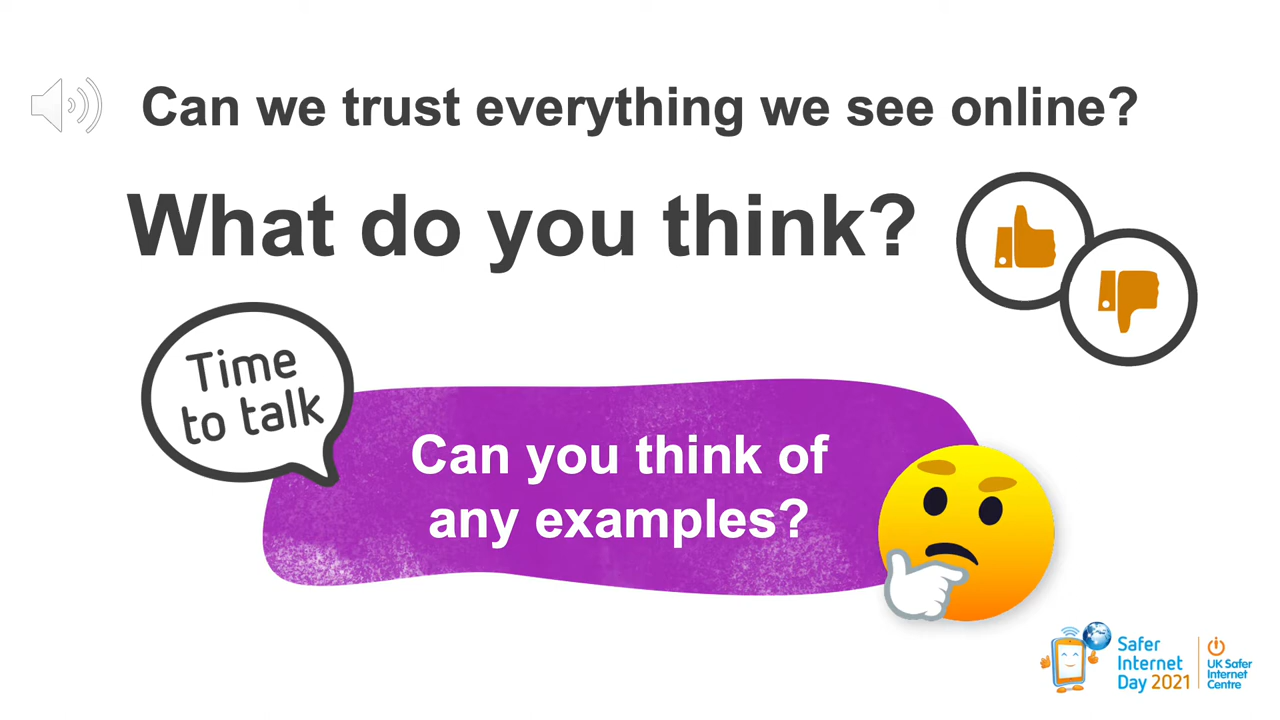 Can we trust everything we see online?
What do you think?
Time
to talk
Can you think of
any examples?
Safer
Internet
Day 2021
UK Safer
Internet
Centre